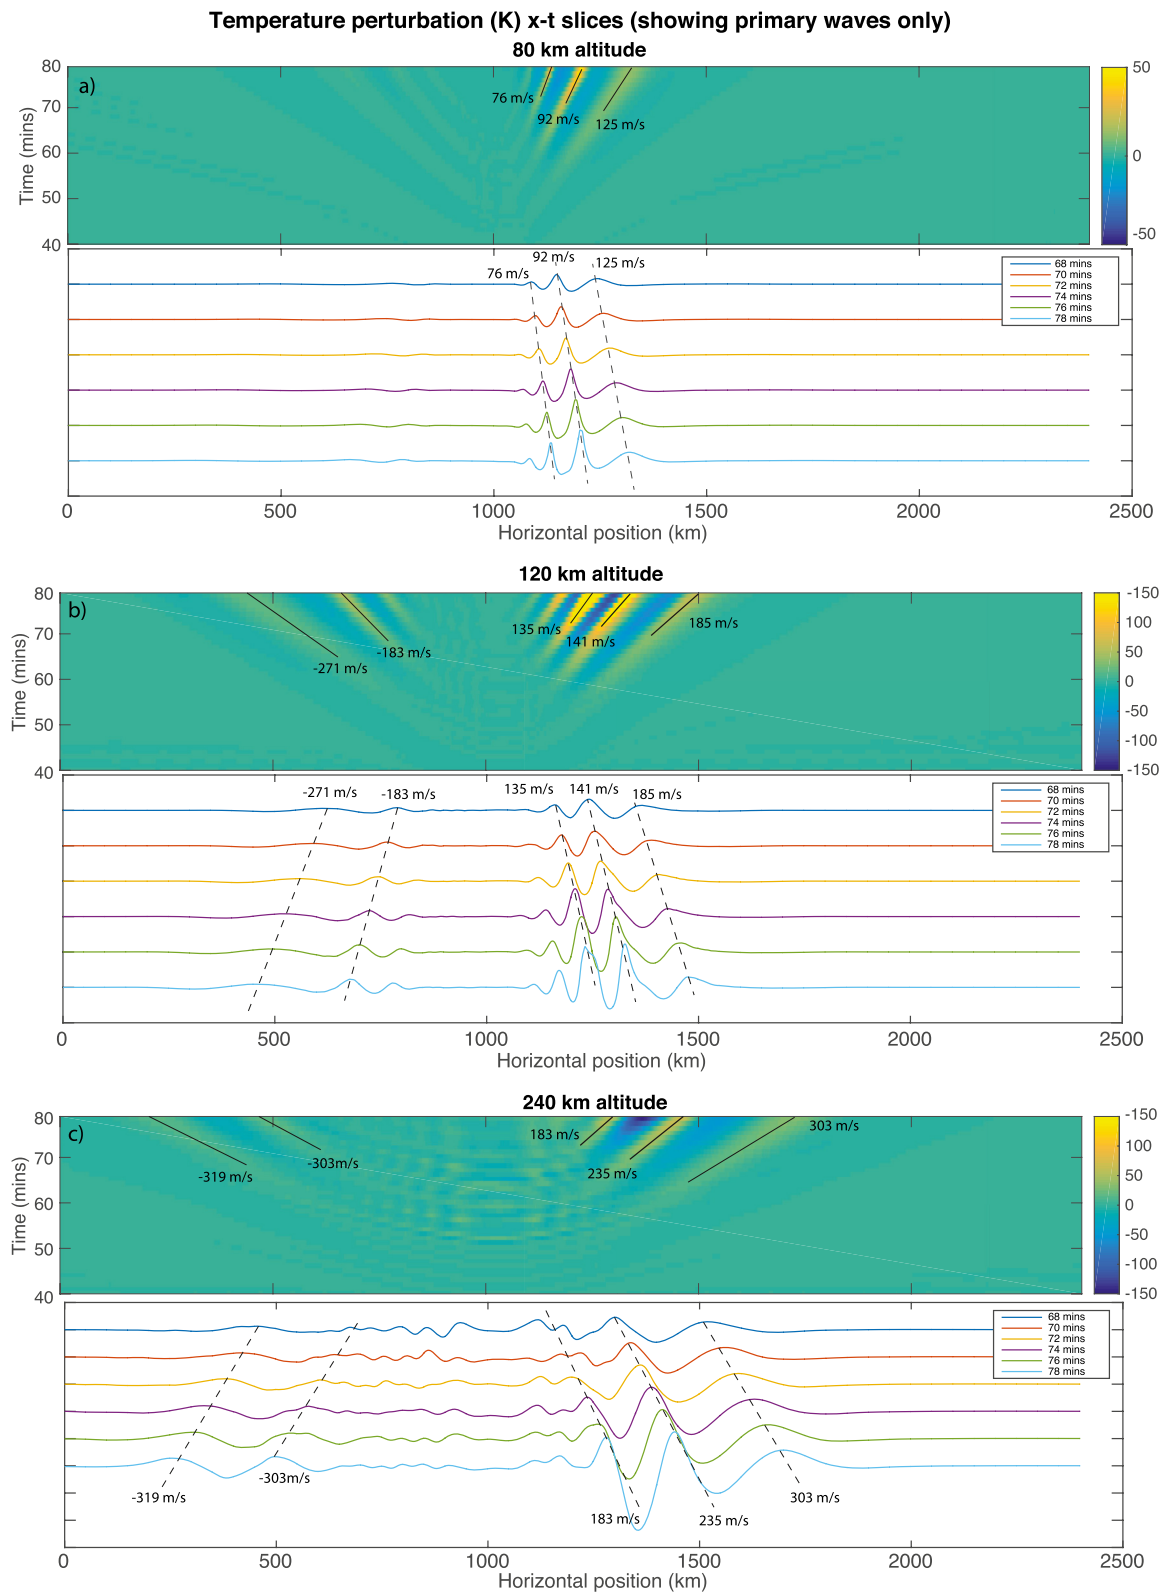 Temperature perturbation (K) x-t slices (showing primary waves only)
80 km altitude
a)
80
70
60
50
40
Time (mins)
76 m/s
92 m/s
125 m/s
50
0
-50
76 m/s
92 m/s
125 m/s
68 mins
70 mins
72 mins
74 mins
76 mins
78 mins
0 500 1000 1500 2000 2500
Horizontal position (km)
120 km altitude
b)
80
70
60
50
40
Time (mins)
-271 m/s
-183 m/s
135 m/s
141 m/s
185 m/s
-150
100
50
0
-50
-100
-150
-271 m/s
-183 m/s
135 m/s
141 m/s
185 m/s
68 mins
70 mins
72 mins
74 mins
76 mins
78 mins
0 500 1000 1500 2000 2500
Horizontal position (km)
240 km altitude
c)
80
70
60
50
40
Time (mins)
-319 m/s
-303m/s
183 m/s
235 m/s
303 m/s
-150
100
50
0
-50
-100
-150
68 mins
70 mins
72 mins
74 mins
76 mins
78 mins
-319 m/s
-303m/s
183 m/s
235 m/s
303 m/s
0 500 1000 1500 2000 2500
Horizontal position (km)